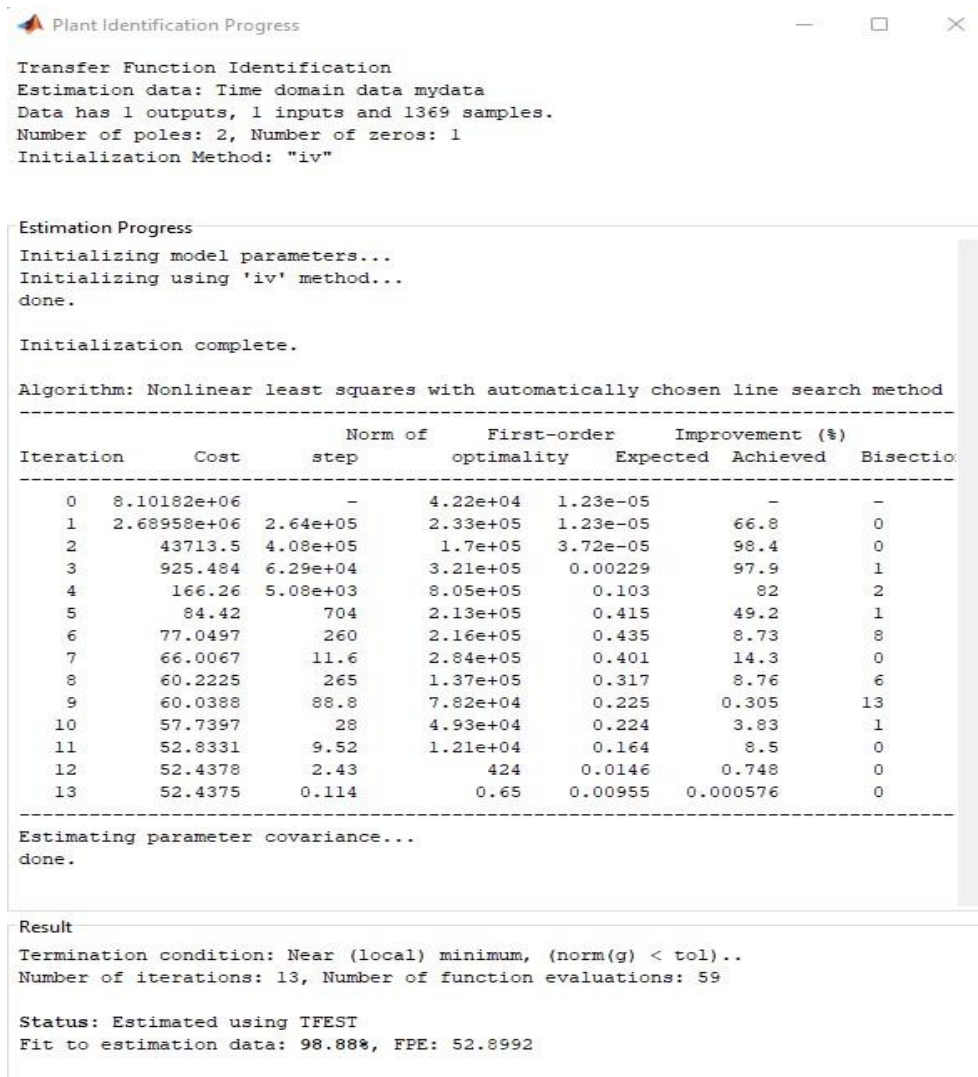 Plant Identification Progress
Transfer Function Identification
Estimation data: Time domain data mydata
Data has 1 outputs, 1 inputs and 1369 samples.
Number of poles: 2, Number of zeros: 1
Initialization Method: "iv"
Estimation Progress
Initializing model parameters...
Initializing using 'iv' method...
done.
Initialization complete.
Algorithm: Nonlinear least squares with automatically chosen line search method
------------------------------------------------------------------------------------------
Norm of First-order Improvement (%)
Iteration Cost step optimality Expected Achieved Bisectio
------------------------------------------------------------------------------------------
0 8.10182e+06 - 4.22e+04 1.23e-05 - -
1 2.68958e+06 2.64e+05 2.33e+05 1.23e-05 66.8 0
2 43713.5 4.08e+05 1.7e+05 3.72e-05 98.4 0
3 925.484 6.29e+04 3.21e+05 0.00229 97.9 1
4 166.26 5.08e+03 8.05e+05 0.103 82 2
5 84.42 704 2.13e+05 0.415 49.2 1
6 77.0497 260 2.16e+05 0.435 8.73 8
7 66.0067 11.6 2.84e+05 0.401 14.3 0
8 60.2225 265 1.37e+05 0.317 8.76 6
9 60.0388 88.8 7.82e+04 0.225 0.305 13
10 57.7397 28 4.93e+04 0.224 3.83 1
11 52.8331 9.52 1.21e+04 0.164 8.5 0
12 52.4378 2.43 424 0.0146 0.748 0
13 52.4375 0.114 0.65 0.00955 0.000576 0
------------------------------------------------------------------------------------------
Estimating parameter covariance...
done.
Result
Termination condition: Near (local) minimum, (norm(g) < tol)..
Number of iterations: 13, Number of function evaluations: 59
Status: Estimated using TFEST
Fit to estimation data: 98.88%, FPE: 52.8992